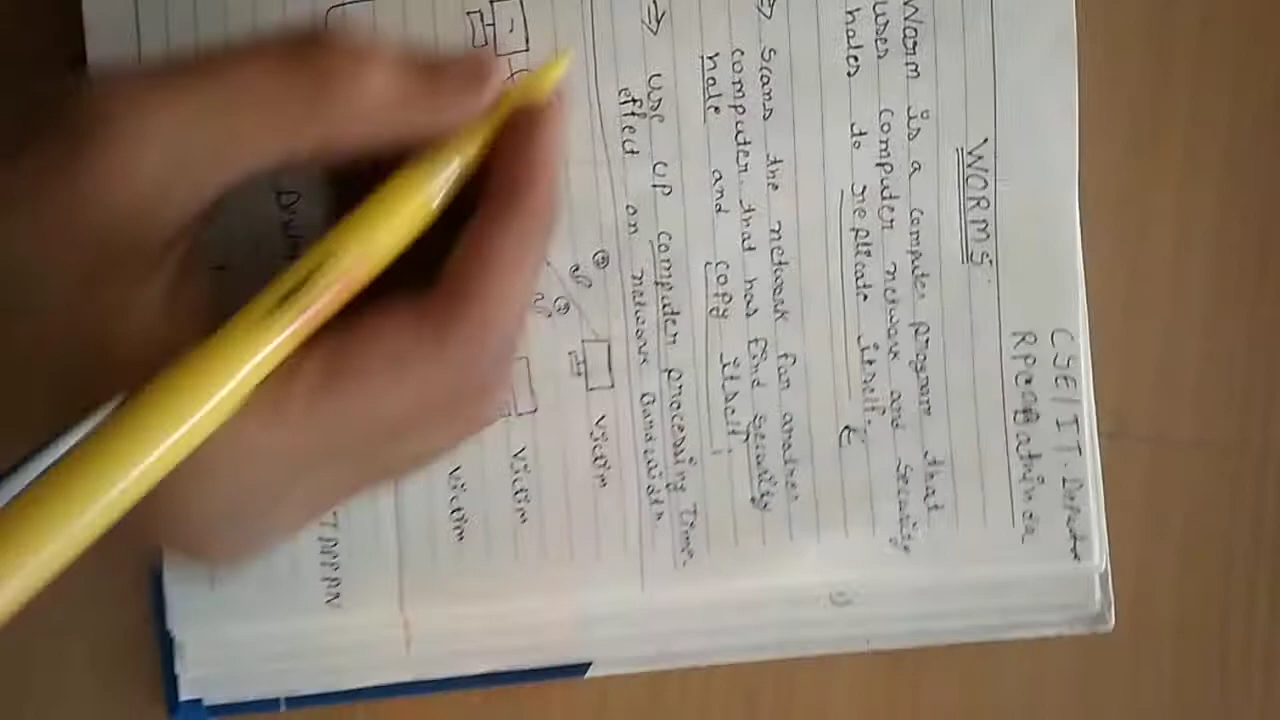 CSE/IT.
WORMS
Worm is a computer program that
uses computer network and security
holes to replicate itself.
⇒ Scans the network for another
computer that has find security
hole and copy itself
⇒ use up computer processing Time.
effect on network Bandwidth.
②
②
victim
victim
victim